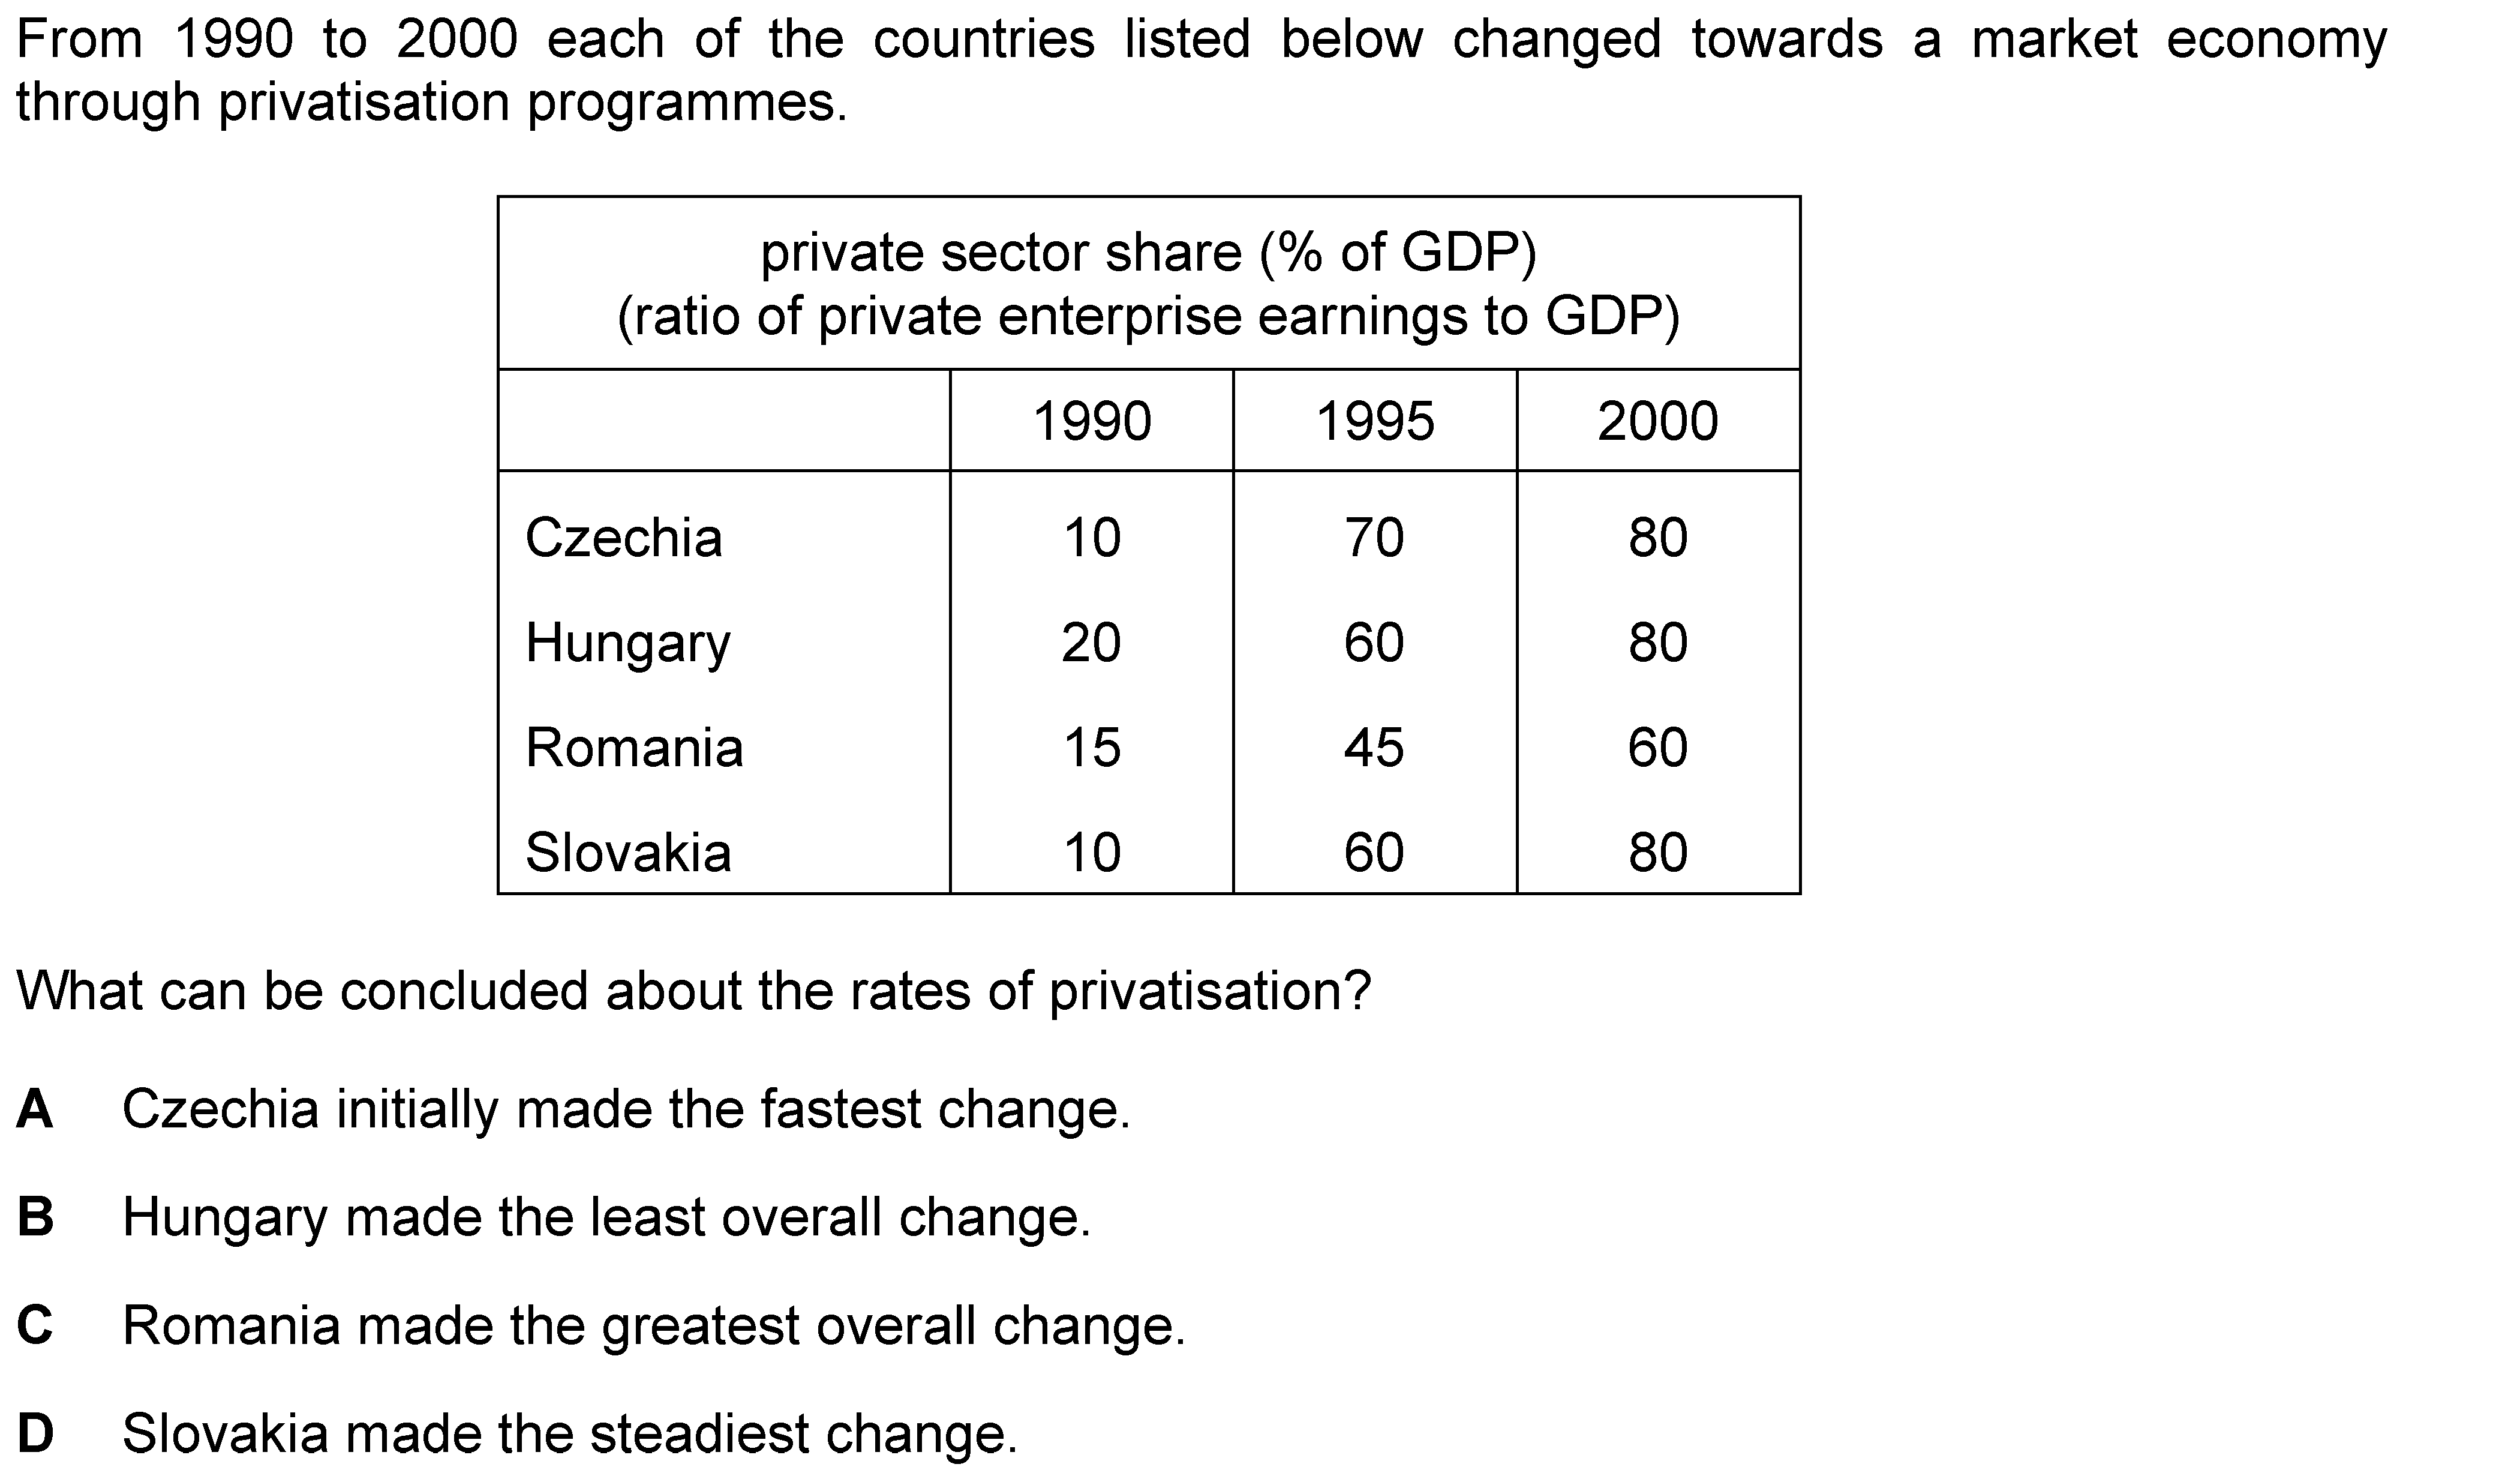 From 1990 to 2000 each of the countries listed below changed towards a market economy
through privatisation programmes.
private sector share (% of GDP)
(ratio of private enterprise earnings to GDP)
1990 1995 2000
Czechia 10 70 80
Hungary 20 60 80
Romania 15 45 60
Slovakia 10 60 80
What can be concluded about the rates of privatisation?
A Czechia initially made the fastest change.
B Hungary made the least overall change.
C Romania made the greatest overall change.
D Slovakia made the steadiest change.